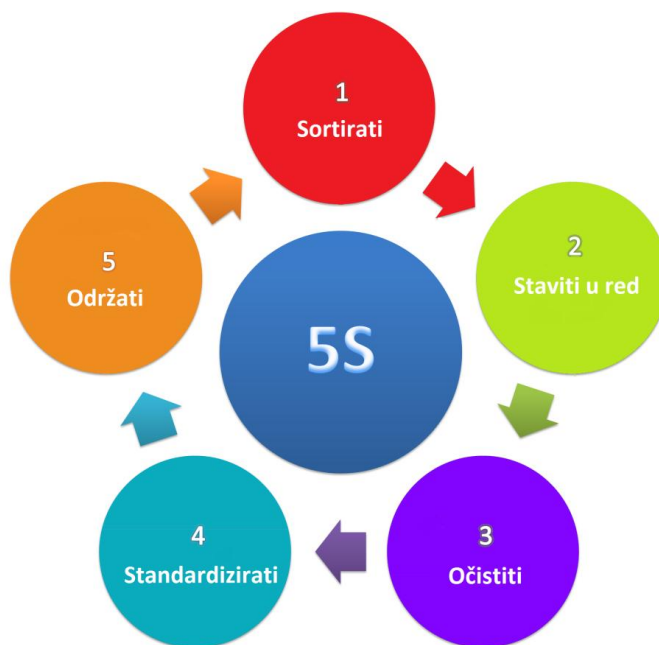 1
Sortirati
2
Staviti u red
3
Očistiti
4
Standardizirati
5
Održati
5S